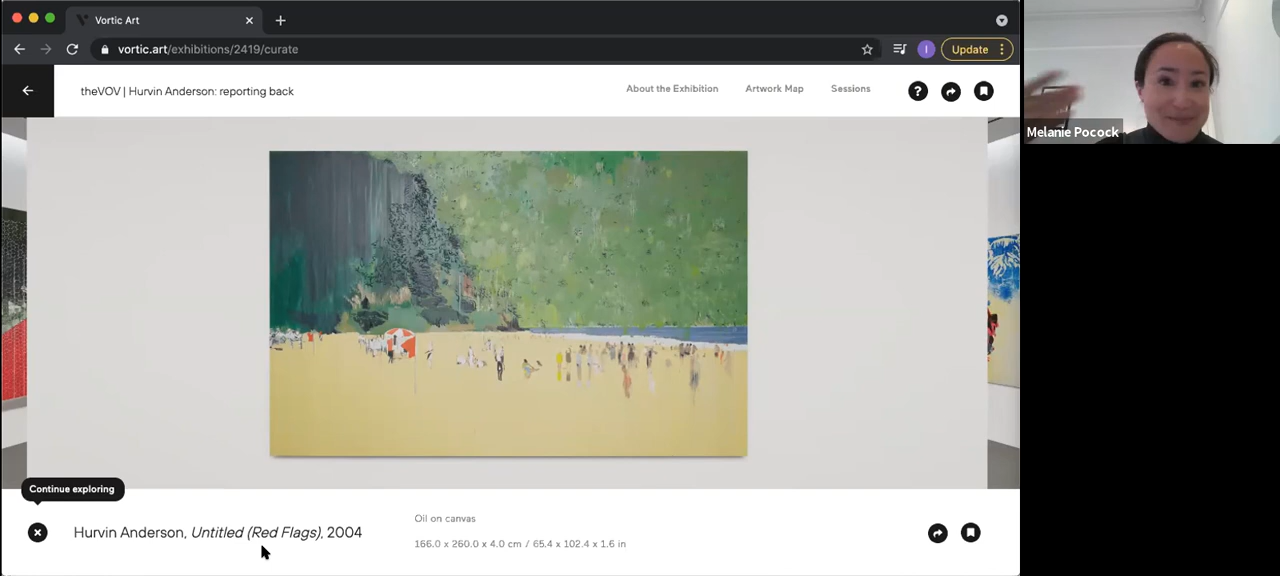 Vortic Art
vortic.art/exhibitions/2419/curate
Update
theVOV | Hurvin Anderson: reporting back
About the Exhibition
Artwork Map
Sessions
Melanie Pocock
Continue exploring
Hurvin Anderson, Untitled (Red Flags), 2004
Oil on canvas
166.0 x 260.0 x 4.0 cm / 65.4 x 102.4 x 1.6 in